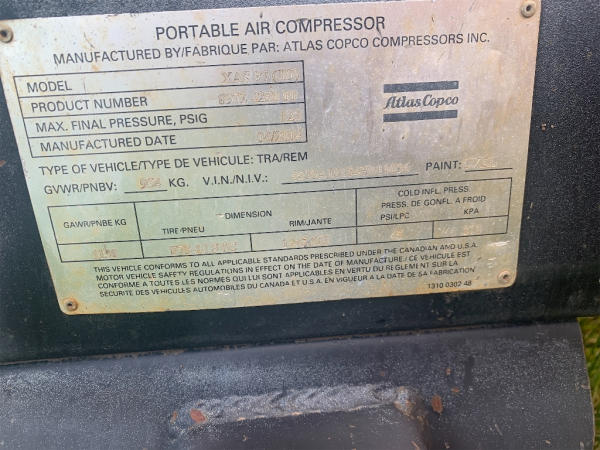 PORTABLE AIR COMPRESSOR
MANUFACTURED BY/FABRIQUE PAR: ATLAS COPCO COMPRESSORS INC.
MODEL
PRODUCT NUMBER
MAX. FINAL PRESSURE, PSIG
MANUFACTURED DATE
Atlas Copco
TYPE OF VEHICLE/TYPE DE VEHICULE: TRA/REM
GVWR/PNBV: KG. V.I.N./N.I.V.: PAINT:
GAWR/PNBE KG
DIMENSION
TIRE/PNEU RIM/JANTE
COLD INFL. PRESS.
PRESS. DE GONFL. A FROID
PSI/LPC KPA
THIS VEHICLE CONFORMS TO ALL APPLICABLE STANDARDS PRESCRIBED UNDER THE CANADIAN AND U.S.A.
MOTOR VEHICLE SAFETY REGULATIONS IN EFFECT ON THE DATE OF MANUFACTURE / CE VEHICULE EST
CONFORME A TOUTES LES NORMES QUI LUI SONT APPLICABLES EN VERTU DU REGLEMENT SUR LA
SECURITE DES VEHICULES AUTOMOBILES DU CANADA ET U.S.A. EN VIGUEUR A LA DATE DE SA FABRICATION
1310 0302 48